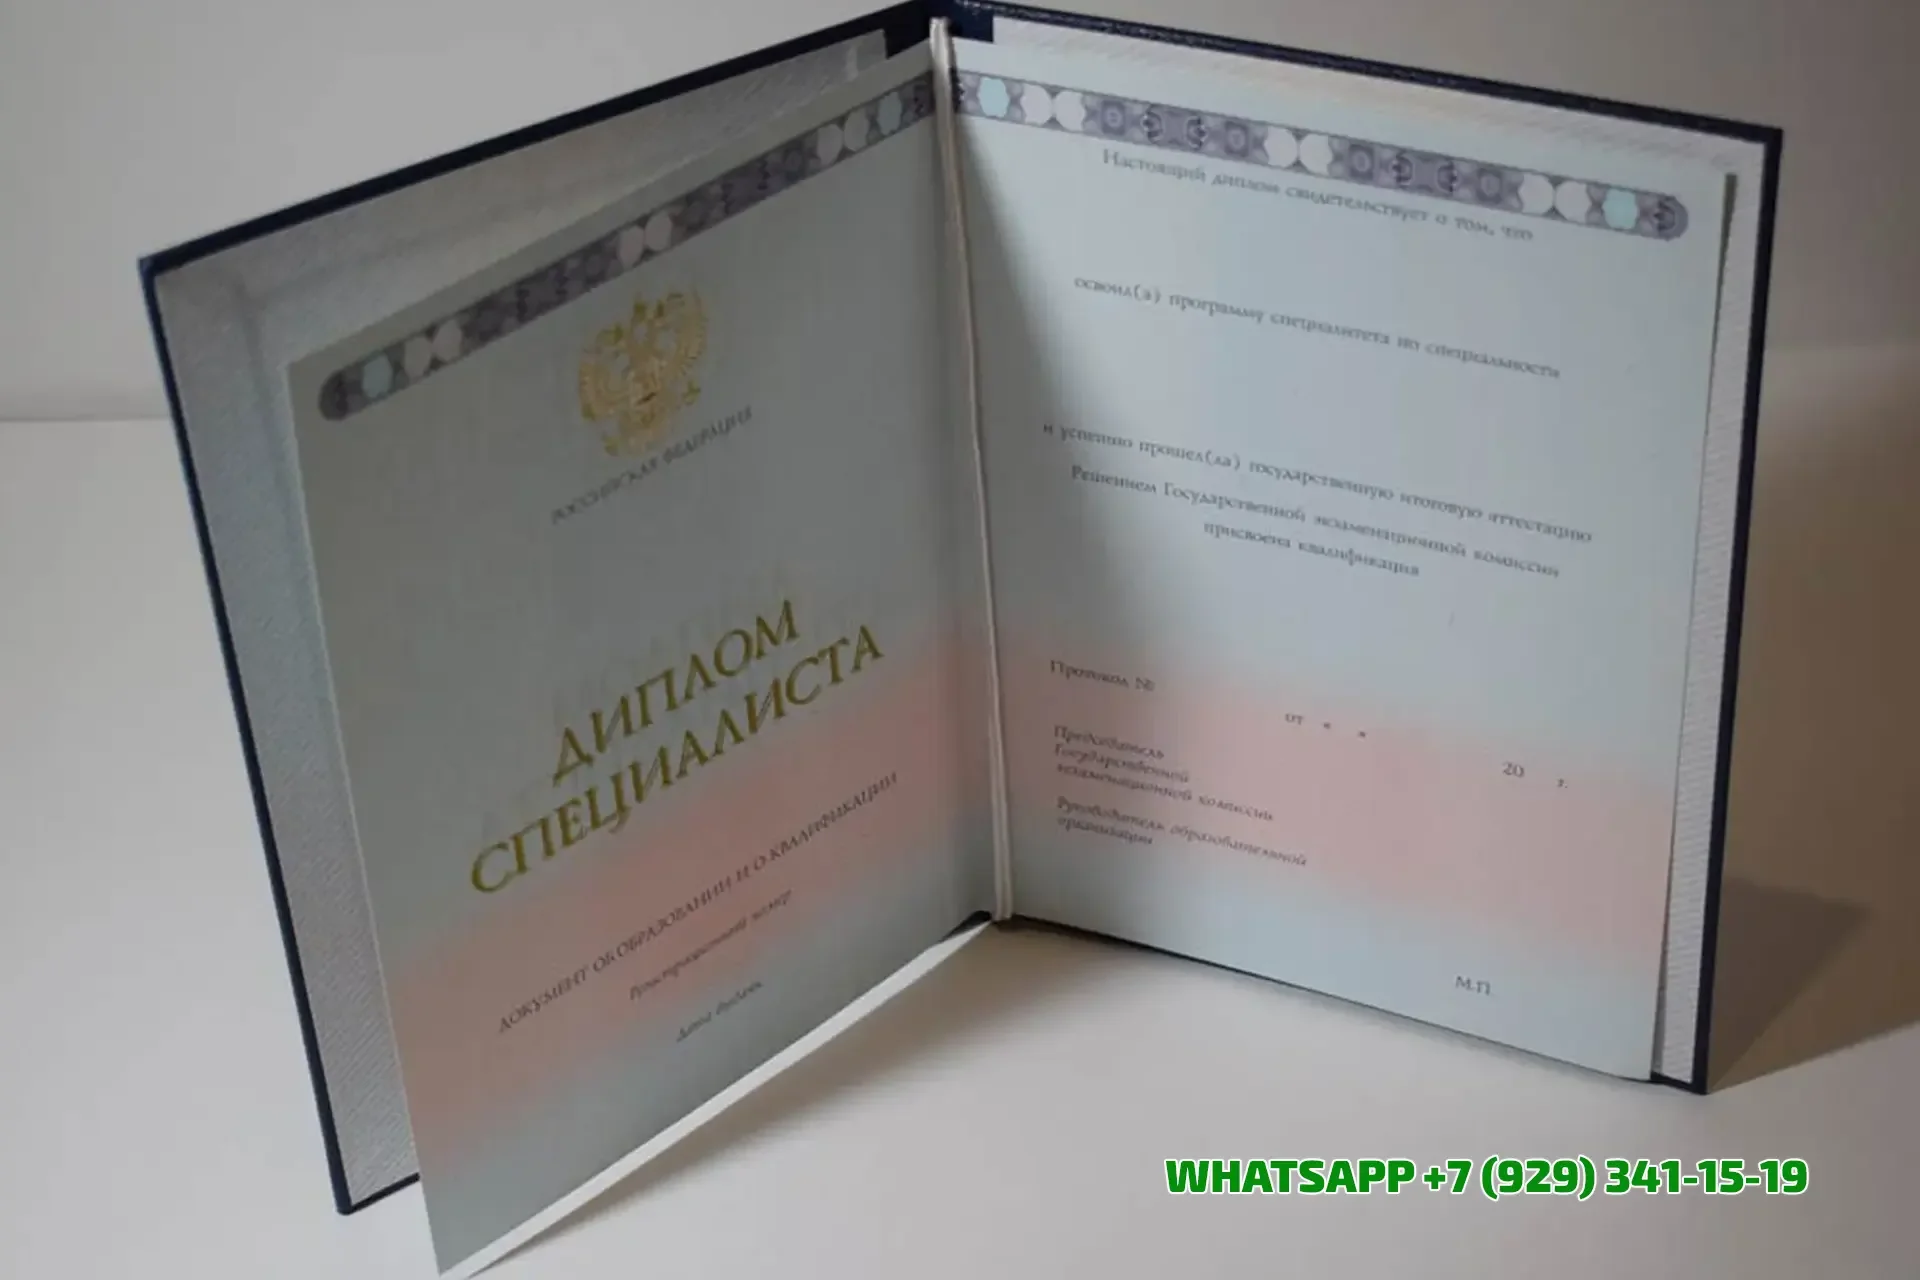 РОССИЙСКАЯ ФЕДЕРАЦИЯ
ДИПЛОМ
СПЕЦИАЛИСТА
ДОКУМЕНТ ОБ ОБРАЗОВАНИИ И О КВАЛИФИКАЦИИ
Регистрационный номер
Дата выдачи
Настоящий диплом свидетельствует о том, что
освоил(а) программу специалитета по специальности
и успешно прошел(ла) государственную итоговую аттестацию
Решением Государственной экзаменационной комиссии
присвоена квалификация
Протокол №
от « » 20 г.
Председатель
Государственной
экзаменационной комиссии
Руководитель образовательной
организации
М.П.
WHATSAPP +7 (929) 341-15-19